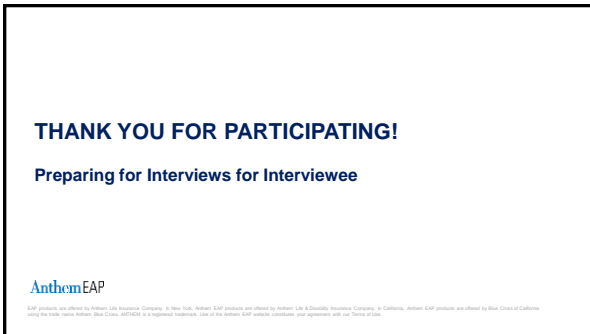 THANK YOU FOR PARTICIPATING!
Preparing for Interviews for Interviewee
Anthem EAP
EAP products are offered by Anthem Life Insurance Company. In New York, Anthem EAP products are offered by Anthem Life & Disability Insurance Company. In California, Anthem EAP products are offered by Blue Cross of California
using the trade name Anthem Blue Cross. ANTHEM is a registered trademark. Use of the Anthem EAP website constitutes your agreement with our Terms of Use.